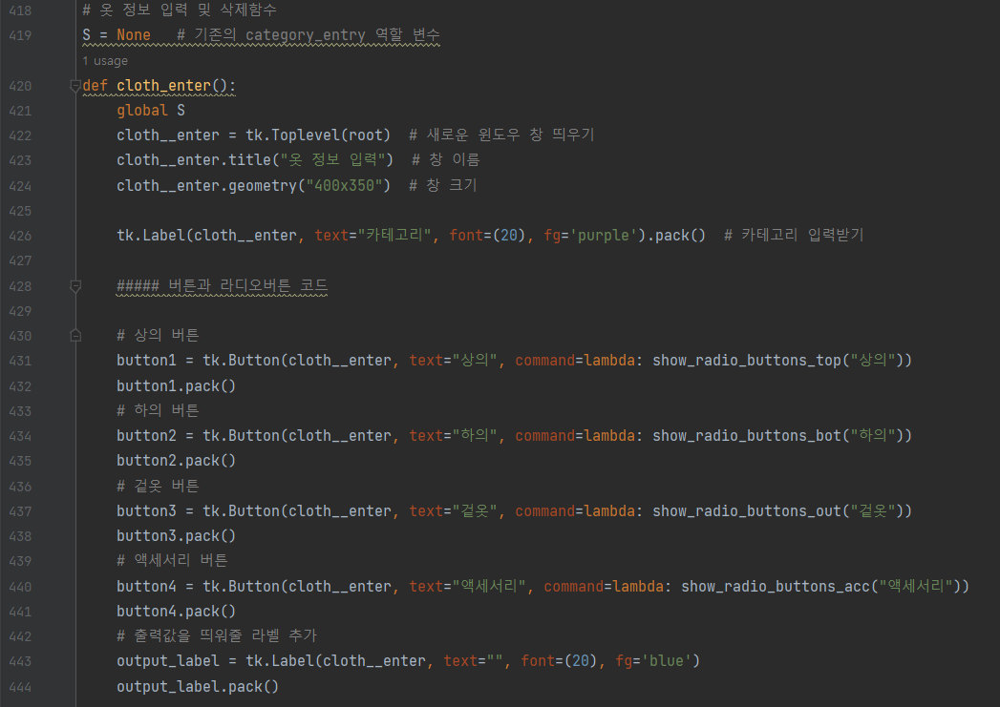 418 # 옷 정보 입력 및 삭제함수
419 S = None   # 기존의 category_entry 역할 변수
1 usage
420 def cloth_enter():
421     global S
422     cloth__enter = tk.Toplevel(root)  # 새로운 윈도우 창 띄우기
423     cloth__enter.title("옷 정보 입력")  # 창 이름
424     cloth__enter.geometry("400x350")  # 창 크기
425
426     tk.Label(cloth__enter, text="카테고리", font=(20), fg='purple').pack()  # 카테고리 입력받기
427
428     ##### 버튼과 라디오버튼 코드
429
430     # 상의 버튼
431     button1 = tk.Button(cloth__enter, text="상의", command=lambda: show_radio_buttons_top("상의"))
432     button1.pack()
433     # 하의 버튼
434     button2 = tk.Button(cloth__enter, text="하의", command=lambda: show_radio_buttons_bot("하의"))
435     button2.pack()
436     # 겉옷 버튼
437     button3 = tk.Button(cloth__enter, text="겉옷", command=lambda: show_radio_buttons_out("겉옷"))
438     button3.pack()
439     # 액세서리 버튼
440     button4 = tk.Button(cloth__enter, text="액세서리", command=lambda: show_radio_buttons_acc("액세서리"))
441     button4.pack()
442     # 출력값을 띄워줄 라벨 추가
443     output_label = tk.Label(cloth__enter, text="", font=(20), fg='blue')
444     output_label.pack()